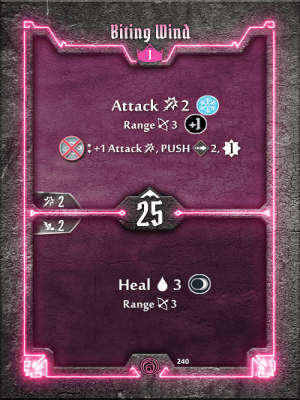 Biting Wind
1
Attack 2
Range 3 +1
: +1 Attack, PUSH 2, 1
2
25
2
Heal 3
Range 3
240